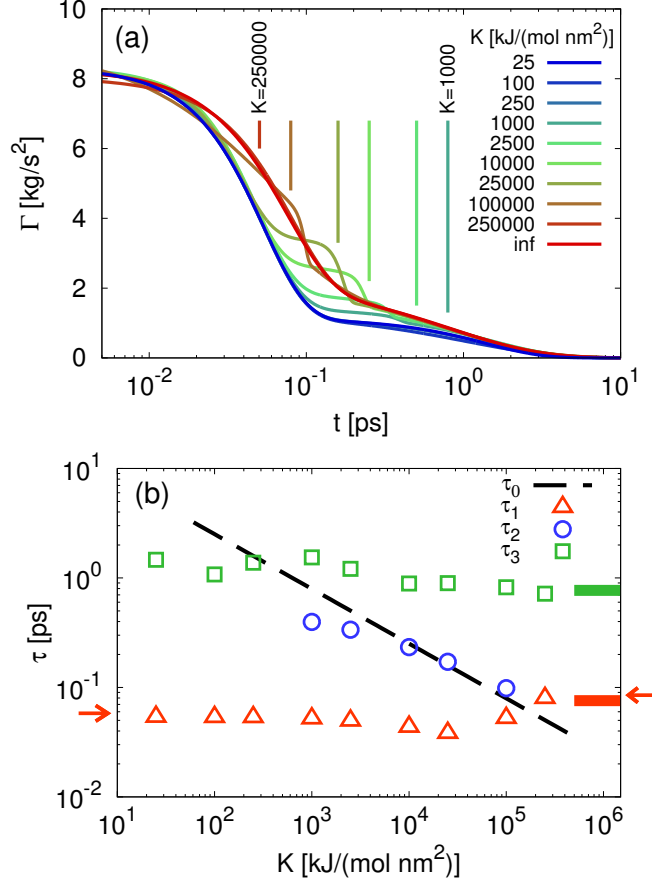 (a)
K=250000
K=1000
K [kJ/(mol nm²)]
25
100
250
1000
2500
10000
25000
100000
250000
inf
10
8
6
4
2
0
Γ [kg/s²]
10⁻² 10⁻¹ 10⁰ 10¹
t [ps]
(b)
τ₀
τ₁
τ₂
τ₃
10¹
10⁰
10⁻¹
10⁻²
τ [ps]
10¹ 10² 10³ 10⁴ 10⁵ 10⁶
K [kJ/(mol nm²)]